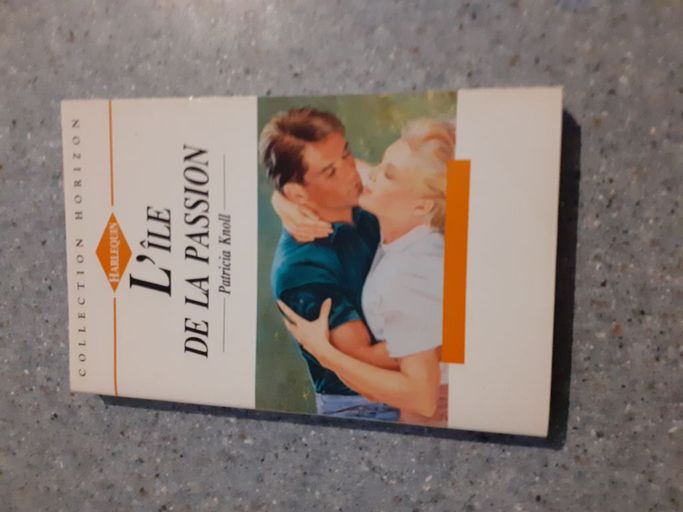 COLLECTION HORIZON
HARLEQUIN
L'ÎLE
DE LA PASSION
Patricia Knoll